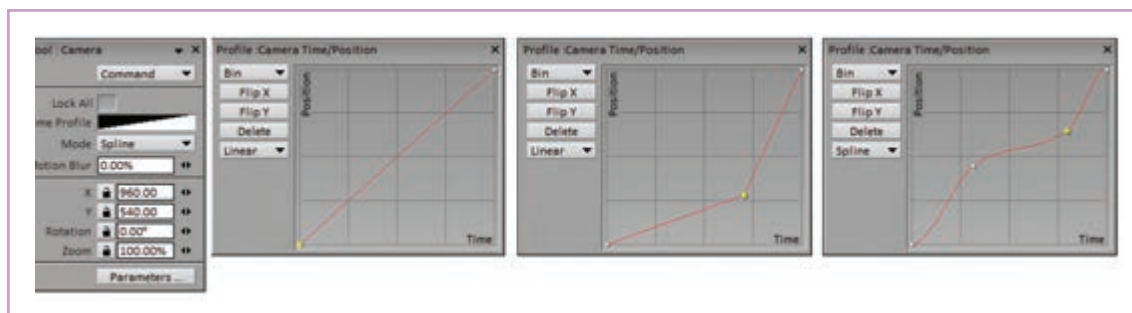 ool Camera
Command
Lock All
me Profile
Mode Spline
Motion Blur 0.00%
X 960.00
Y 540.00
Rotation 0.00°
Zoom 100.00%
Parameters ...
Profile :Camera Time/Position
Bin
Flip X
Flip Y
Delete
Linear
Position
Time
Profile :Camera Time/Position
Bin
Flip X
Flip Y
Delete
Linear
Position
Time
Profile :Camera Time/Position
Bin
Flip X
Flip Y
Delete
Spline
Position
Time